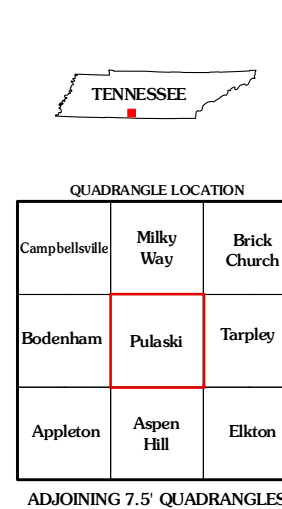 TENNESSEE
QUADRANGLE LOCATION
Campbellsville
Milky
Way
Brick
Church
Bodenham
Pulaski
Tarpley
Appleton
Aspen
Hill
Elkton
ADJOINING 7.5' QUADRANGLES